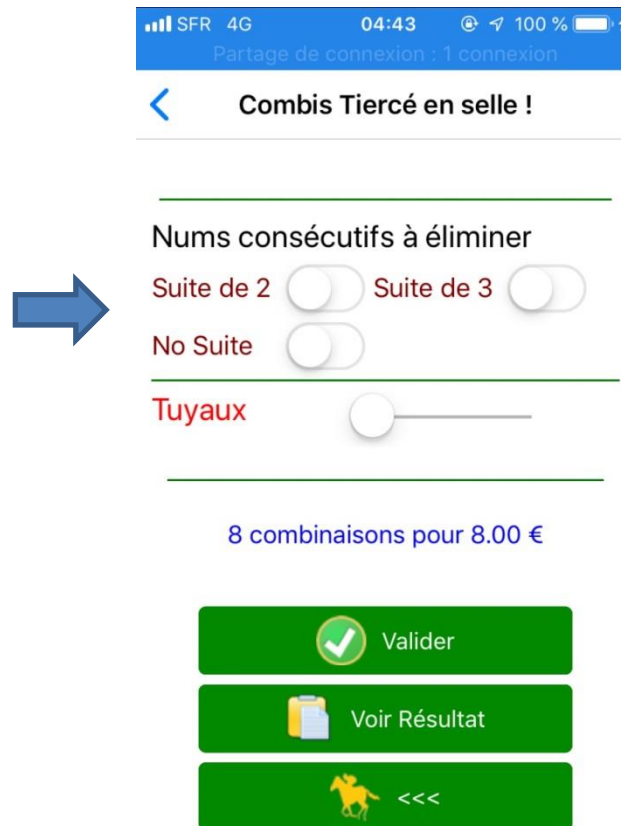 SFR 4G 04:43 100 %
Partage de connexion : 1 connexion
Combis Tiercé en selle !
Nums consécutifs à éliminer
Suite de 2 Suite de 3
No Suite
Tuyaux
8 combinaisons pour 8.00 €
Valider
Voir Résultat
<<<